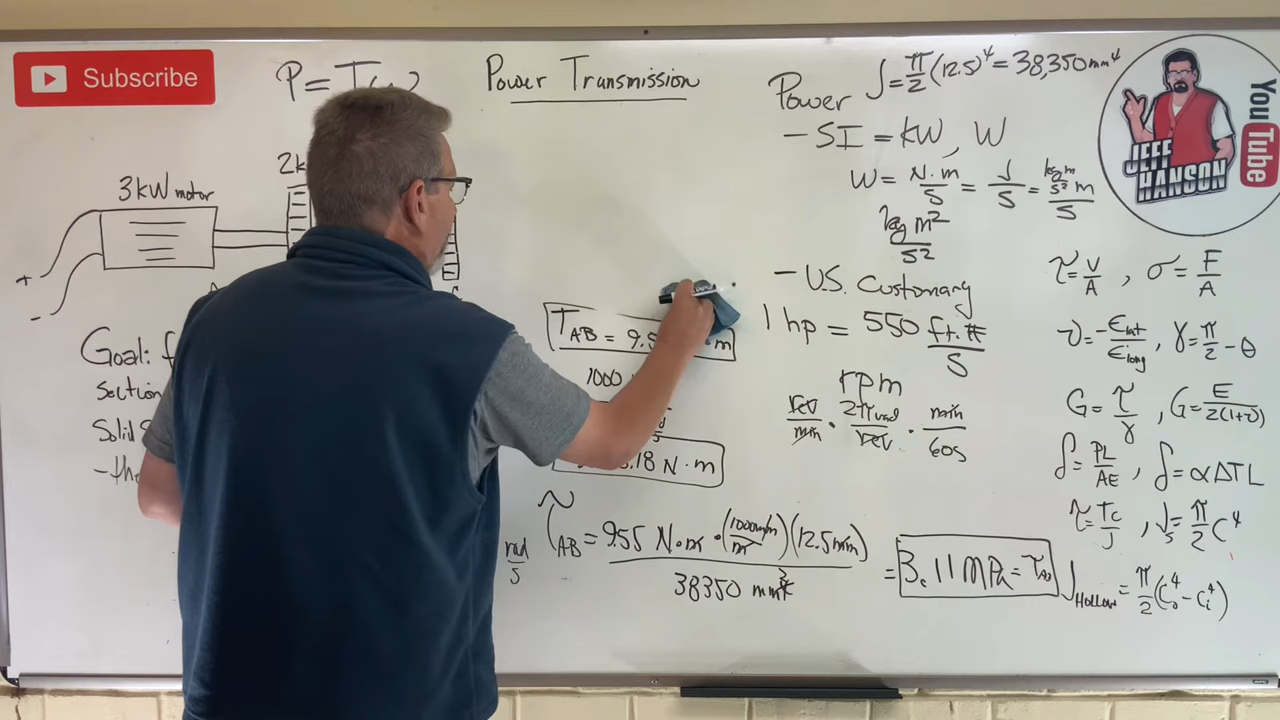 Subscribe
P = Tω
Power Transmission
J = π/2 (12.5)⁴ = 38,350 mm⁴
Power
- SI = kW, W
W = N·m/s = J/s = kg m/s² m/s
kg m²/s²
3 kW motor
2k
+
-
Goal:
section
Solid
- U.S. Customary
1 hp = 550 ft·#/s
rpm
rev/min · 2π rad/rev · min/60s
T_AB = 9.5 m
1000
.18 N·m
rad/s
τ_AB = 9.55 N·m · (1000mm/m)(12.5mm) / 38350 mm⁴
= 3.11 MPa = τ_AB
τ = V/A , σ = F/A
ν = -ε_lat/ε_long , γ = π/2 - θ
G = τ/γ , G = E/2(1+ν)
δ = PL/AE , δ = αΔTL
τ = Tc/J , J_s = π/2 C⁴
J_Hollow = π/2 (C_o⁴ - C_i⁴)
JEFF
HANSON
YouTube